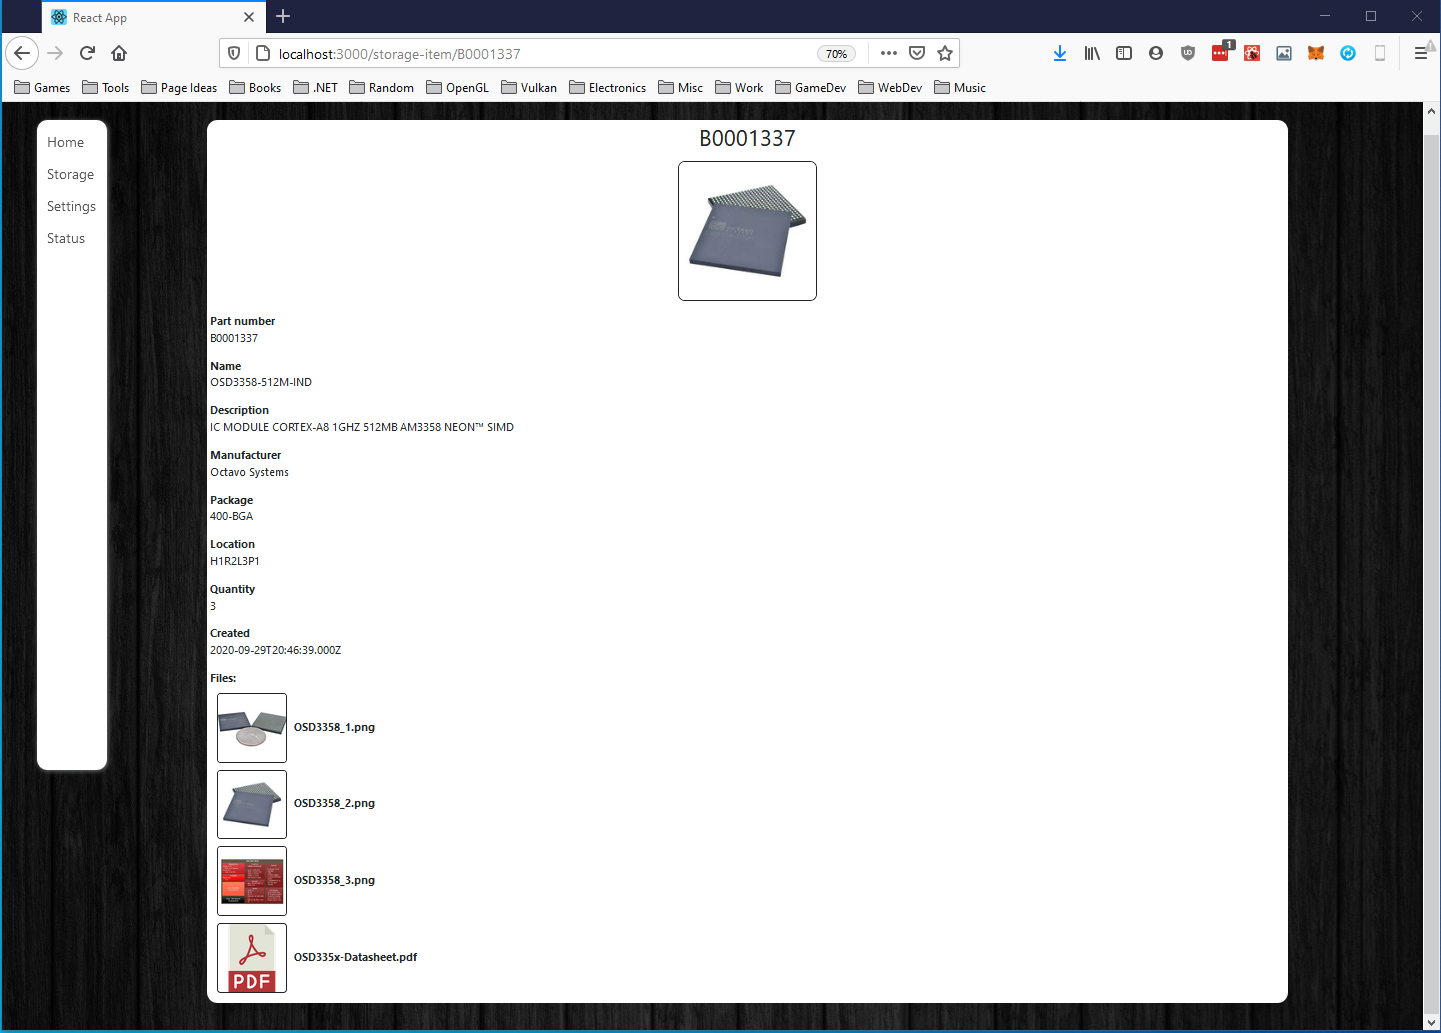 React App
localhost:3000/storage-item/B0001337
70%
1
Games
Tools
Page Ideas
Books
.NET
Random
OpenGL
Vulkan
Electronics
Misc
Work
GameDev
WebDev
Music
Home
Storage
Settings
Status
B0001337
Part number
B0001337
Name
OSD3358-512M-IND
Description
IC MODULE CORTEX-A8 1GHZ 512MB AM3358 NEON™ SIMD
Manufacturer
Octavo Systems
Package
400-BGA
Location
H1R2L3P1
Quantity
3
Created
2020-09-29T20:46:39.000Z
Files:
OSD3358_1.png
OSD3358_2.png
OSD3358_3.png
PDF
OSD335x-Datasheet.pdf